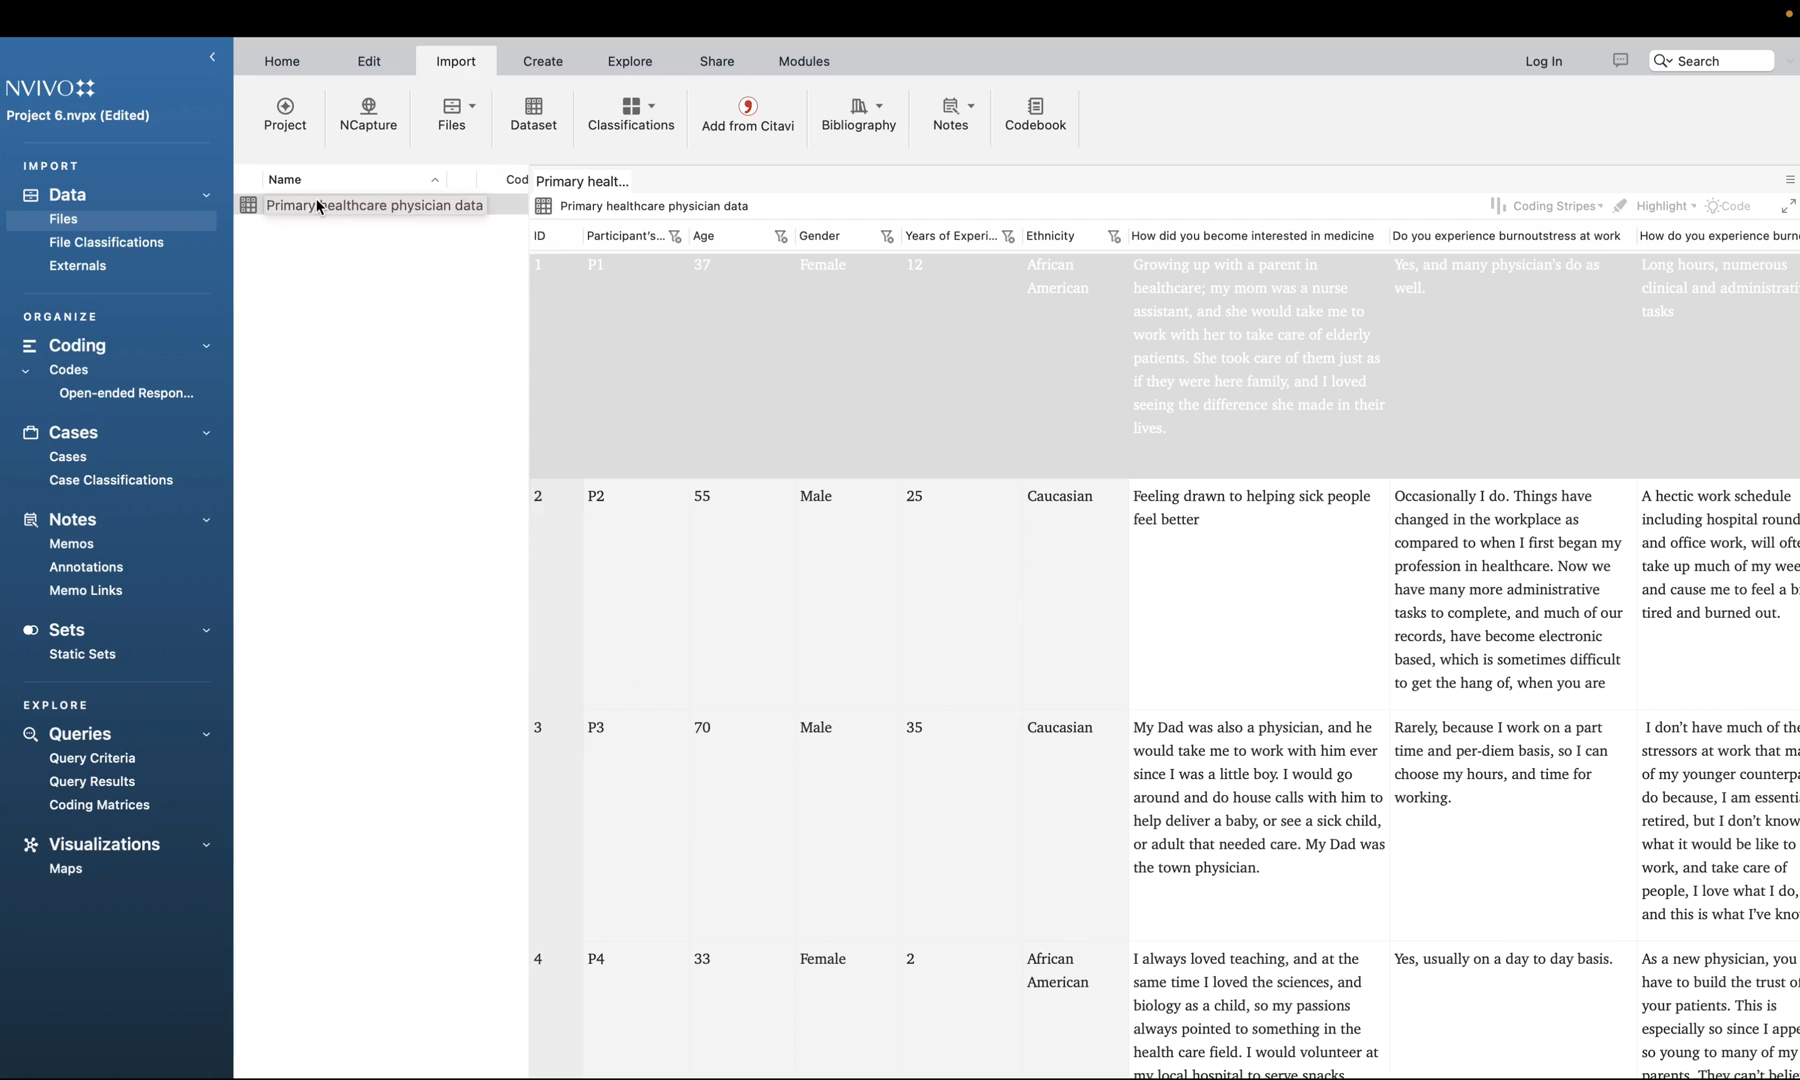 NVIVO
Project 6.nvpx (Edited)
IMPORT
Data
Files
File Classifications
Externals
ORGANIZE
Coding
Codes
Open-ended Respon...
Cases
Cases
Case Classifications
Notes
Memos
Annotations
Memo Links
Sets
Static Sets
EXPLORE
Queries
Query Criteria
Query Results
Coding Matrices
Visualizations
Maps
Home Edit Import Create Explore Share Modules Log In Search
Project NCapture Files Dataset Classifications Add from Citavi Bibliography Notes Codebook
Name Cod
Primary healthcare physician data
Primary healt...
Primary healthcare physician data Coding Stripes Highlight Code
ID Participant's... Age Gender Years of Experi... Ethnicity How did you become interested in medicine Do you experience burnoutstress at work How do you experience burn
1 P1 37 Female 12
African
American
Growing up with a parent in
healthcare; my mom was a nurse
assistant, and she would take me to
work with her to take care of elderly
patients. She took care of them just as
if they were here family, and I loved
seeing the difference she made in their
lives.
Yes, and many physician's do as
well.
Long hours, numerous
clinical and administrati
tasks
2 P2 55 Male 25 Caucasian
Feeling drawn to helping sick people
feel better
Occasionally I do. Things have
changed in the workplace as
compared to when I first began my
profession in healthcare. Now we
have many more administrative
tasks to complete, and much of our
records, have become electronic
based, which is sometimes difficult
to get the hang of, when you are
A hectic work schedule
including hospital round
and office work, will ofte
take up much of my wee
and cause me to feel a b
tired and burned out.
3 P3 70 Male 35 Caucasian
My Dad was also a physician, and he
would take me to work with him ever
since I was a little boy. I would go
around and do house calls with him to
help deliver a baby, or see a sick child,
or adult that needed care. My Dad was
the town physician.
Rarely, because I work on a part
time and per-diem basis, so I can
choose my hours, and time for
working.
I don't have much of the
stressors at work that ma
of my younger counterpa
do because, I am essenti
retired, but I don't know
what it would be like to
work, and take care of
people, I love what I do,
and this is what I've kno
4 P4 33 Female 2
African
American
I always loved teaching, and at the
same time I loved the sciences, and
biology as a child, so my passions
always pointed to something in the
health care field. I would volunteer at
my local hospital to serve snacks
Yes, usually on a day to day basis.
As a new physician, you
have to build the trust of
your patients. This is
especially so since I appe
so young to many of my
parents. They can't belie